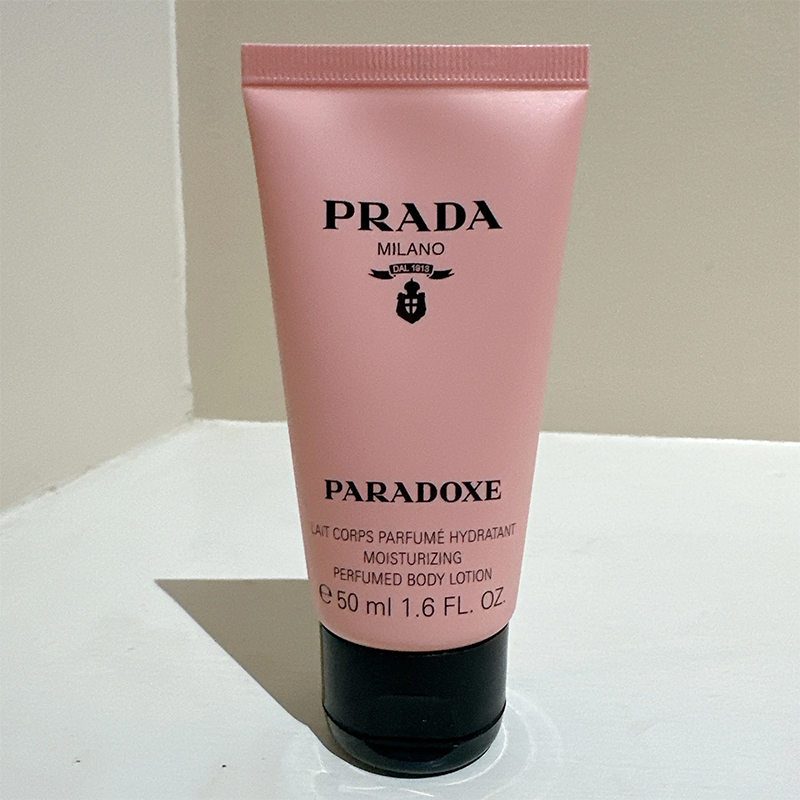 PRADA
MILANO
DAL 1913
PARADOXE
LAIT CORPS PARFUMÉ HYDRATANT
MOISTURIZING
PERFUMED BODY LOTION
℮ 50 ml 1.6 FL. OZ.